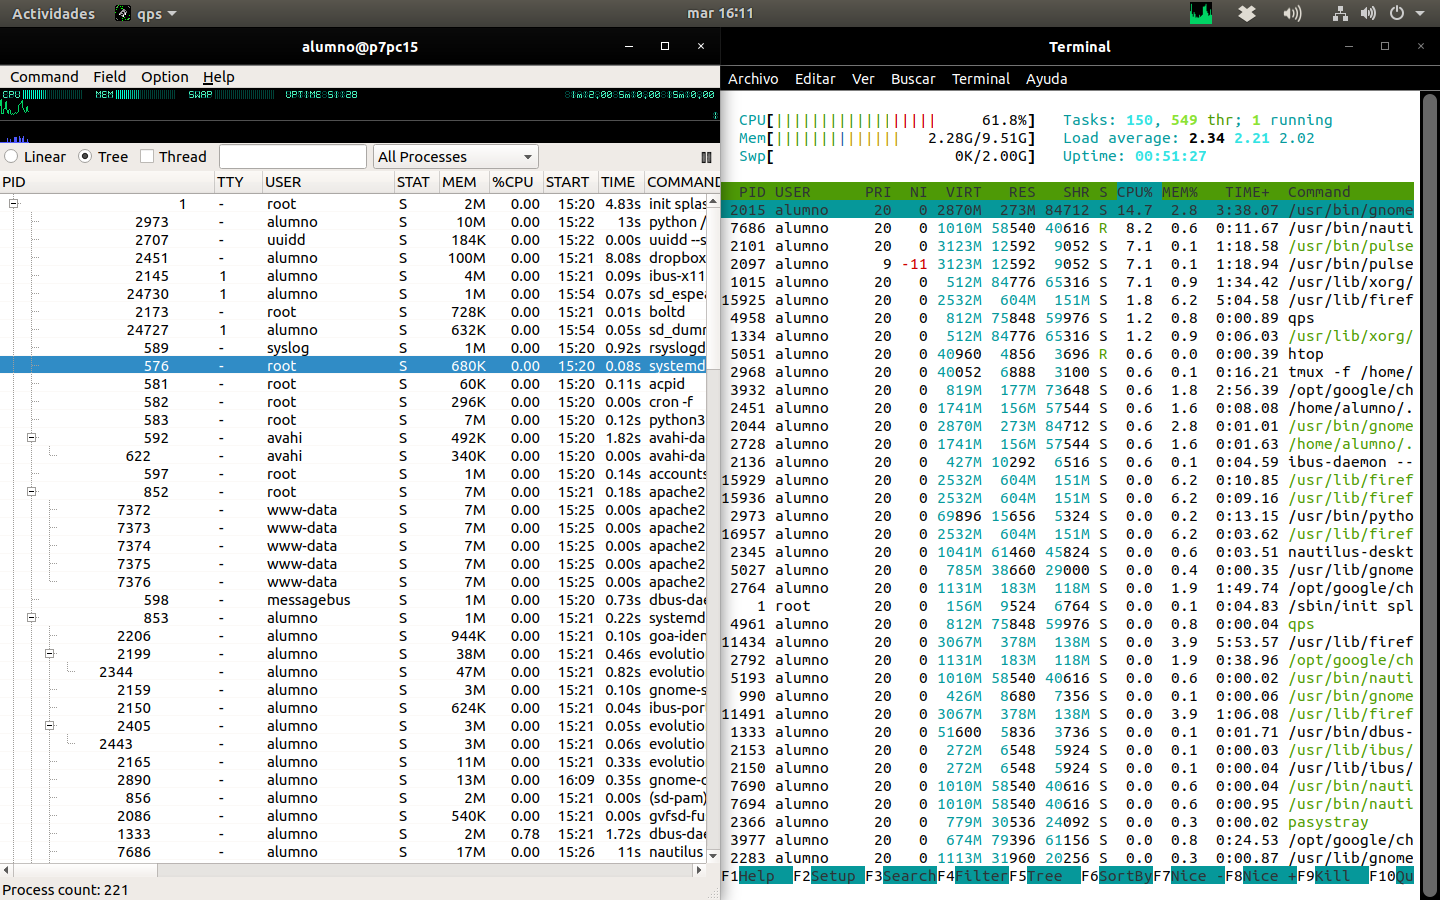 Actividades qps mar 16:11
alumno@p7pc15
Command Field Option Help
CPU MEM SWAP UPTIME 51:28 1m:2,00 5m:0,00 15m:0,00
Linear Tree Thread All Processes
PID TTY USER STAT MEM %CPU START TIME COMMAND
1 - root S 2M 0.00 15:20 4.83s init splas
2973 - alumno S 10M 0.00 15:22 13s python /
2707 - uuidd S 184K 0.00 15:22 0.00s uuidd --s
2451 - alumno S 100M 0.00 15:21 8.08s dropbox
2145 1 alumno S 4M 0.00 15:21 0.09s ibus-x11
24730 1 alumno S 1M 0.00 15:54 0.07s sd_espea
2173 - root S 728K 0.00 15:21 0.01s boltd
24727 1 alumno S 632K 0.00 15:54 0.05s sd_dumr
589 - syslog S 1M 0.00 15:20 0.92s rsyslogd
576 - root S 680K 0.00 15:20 0.08s systemd
581 - root S 60K 0.00 15:20 0.11s acpid
582 - root S 296K 0.00 15:20 0.00s cron -f
583 - root S 7M 0.00 15:20 0.12s python3
592 - avahi S 492K 0.00 15:20 1.82s avahi-da
622 - avahi S 340K 0.00 15:20 0.00s avahi-da
597 - root S 1M 0.00 15:20 0.14s accounts
852 - root S 7M 0.00 15:21 0.18s apache2
7372 - www-data S 7M 0.00 15:25 0.00s apache2
7373 - www-data S 7M 0.00 15:25 0.00s apache2
7374 - www-data S 7M 0.00 15:25 0.00s apache2
7375 - www-data S 7M 0.00 15:25 0.00s apache2
7376 - www-data S 7M 0.00 15:25 0.00s apache2
598 - messagebus S 1M 0.00 15:20 0.73s dbus-dae
853 - alumno S 1M 0.00 15:21 0.22s systemd
2206 - alumno S 944K 0.00 15:21 0.10s goa-iden
2199 - alumno S 38M 0.00 15:21 0.46s evolutio
2344 - alumno S 47M 0.00 15:21 0.82s evolutio
2159 - alumno S 3M 0.00 15:21 0.10s gnome-s
2150 - alumno S 624K 0.00 15:21 0.04s ibus-por
2405 - alumno S 3M 0.00 15:21 0.05s evolutio
2443 - alumno S 3M 0.00 15:21 0.06s evolutio
2165 - alumno S 11M 0.00 15:21 0.33s evolutio
2890 - alumno S 13M 0.00 16:09 0.35s gnome-c
856 - alumno S 2M 0.00 15:21 0.00s (sd-pam)
2086 - alumno S 540K 0.00 15:21 0.00s gvfsd-fu
1333 - alumno S 2M 0.78 15:21 1.72s dbus-dae
7686 - alumno S 17M 0.00 15:26 11s nautilus
Process count: 221
Terminal
Archivo Editar Ver Buscar Terminal Ayuda
CPU[|||||||||||||||||| 61.8%] Tasks: 150, 549 thr; 1 running
Mem[|||||||||||||| 2.28G/9.51G] Load average: 2.34 2.21 2.02
Swp[ 0K/2.00G] Uptime: 00:51:27
PID USER PRI NI VIRT RES SHR S CPU% MEM% TIME+ Command
2015 alumno 20 0 2870M 273M 84712 S 14.7 2.8 3:38.07 /usr/bin/gnome
7686 alumno 20 0 1010M 58540 40616 R 8.2 0.6 0:11.67 /usr/bin/nauti
2101 alumno 20 0 3123M 12592 9052 S 7.1 0.1 1:18.58 /usr/bin/pulse
2097 alumno 9 -11 3123M 12592 9052 S 7.1 0.1 1:18.94 /usr/bin/pulse
1015 alumno 20 0 512M 84776 65316 S 7.1 0.9 1:34.42 /usr/lib/xorg/
15925 alumno 20 0 2532M 604M 151M S 1.8 6.2 5:04.58 /usr/lib/firef
4958 alumno 20 0 812M 75848 59976 S 1.2 0.8 0:00.89 qps
1334 alumno 20 0 512M 84776 65316 S 1.2 0.9 0:06.03 /usr/lib/xorg/
5051 alumno 20 0 40960 4856 3696 R 0.6 0.0 0:00.39 htop
2968 alumno 20 0 40052 6888 3100 S 0.6 0.1 0:16.21 tmux -f /home/
3932 alumno 20 0 819M 177M 73648 S 0.6 1.8 2:56.39 /opt/google/ch
2451 alumno 20 0 1741M 156M 57544 S 0.6 1.6 0:08.08 /home/alumno/.
2044 alumno 20 0 2870M 273M 84712 S 0.6 2.8 0:01.01 /usr/bin/gnome
2728 alumno 20 0 1741M 156M 57544 S 0.6 1.6 0:01.63 /home/alumno/.
2136 alumno 20 0 427M 10292 6516 S 0.6 0.1 0:04.59 ibus-daemon --
15929 alumno 20 0 2532M 604M 151M S 0.0 6.2 0:10.85 /usr/lib/firef
15936 alumno 20 0 2532M 604M 151M S 0.0 6.2 0:09.16 /usr/lib/firef
2973 alumno 20 0 69896 15656 5324 S 0.0 0.2 0:13.15 /usr/bin/pytho
16957 alumno 20 0 2532M 604M 151M S 0.0 6.2 0:03.62 /usr/lib/firef
2345 alumno 20 0 1041M 61460 45824 S 0.0 0.6 0:03.51 nautilus-deskt
5027 alumno 20 0 785M 38660 29000 S 0.0 0.4 0:00.35 /usr/lib/gnome
2764 alumno 20 0 1131M 183M 118M S 0.0 1.9 1:49.74 /opt/google/ch
1 root 20 0 156M 9524 6764 S 0.0 0.1 0:04.83 /sbin/init spl
4961 alumno 20 0 812M 75848 59976 S 0.0 0.8 0:00.04 qps
11434 alumno 20 0 3067M 378M 138M S 0.0 3.9 5:53.57 /usr/lib/firef
2792 alumno 20 0 1131M 183M 118M S 0.0 1.9 0:38.96 /opt/google/ch
5193 alumno 20 0 1010M 58540 40616 S 0.0 0.6 0:00.02 /usr/bin/nauti
990 alumno 20 0 426M 8680 7356 S 0.0 0.1 0:00.06 /usr/bin/gnome
11491 alumno 20 0 3067M 378M 138M S 0.0 3.9 1:06.08 /usr/lib/firef
1333 alumno 20 0 51600 5836 3736 S 0.0 0.1 0:01.71 /usr/bin/dbus-
2153 alumno 20 0 272M 6548 5924 S 0.0 0.1 0:00.03 /usr/lib/ibus/
2150 alumno 20 0 272M 6548 5924 S 0.0 0.1 0:00.04 /usr/lib/ibus/
7690 alumno 20 0 1010M 58540 40616 S 0.0 0.6 0:00.04 /usr/bin/nauti
7694 alumno 20 0 1010M 58540 40616 S 0.0 0.6 0:00.95 /usr/bin/nauti
2366 alumno 20 0 779M 30536 24092 S 0.0 0.3 0:00.02 pasystray
3977 alumno 20 0 674M 79396 61156 S 0.0 0.8 0:24.53 /opt/google/ch
2283 alumno 20 0 1113M 31960 20256 S 0.0 0.3 0:00.87 /usr/lib/gnome
F1Help F2Setup F3SearchF4FilterF5Tree F6SortByF7Nice -F8Nice +F9Kill F10Qu